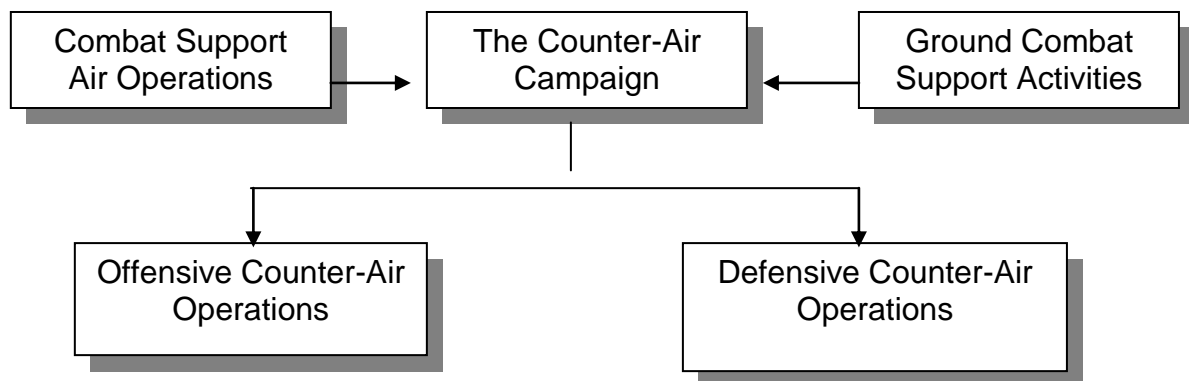 Combat Support
Air Operations
The Counter-Air
Campaign
Ground Combat
Support Activities
Offensive Counter-Air
Operations
Defensive Counter-Air
Operations